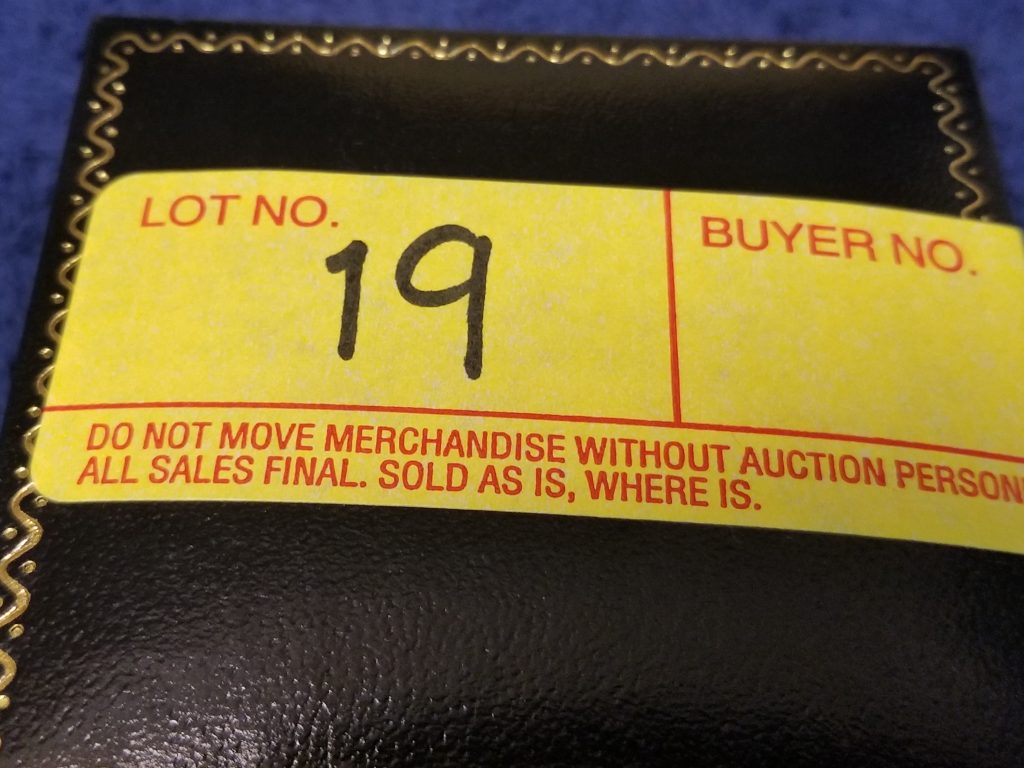 LOT NO.
19
BUYER NO.
DO NOT MOVE MERCHANDISE WITHOUT AUCTION PERSON
ALL SALES FINAL. SOLD AS IS, WHERE IS.